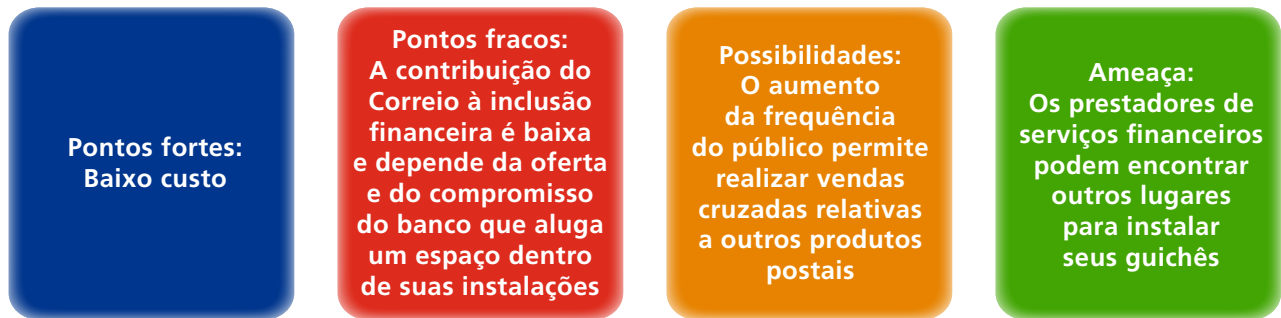 Pontos fortes:
Baixo custo
Pontos fracos:
A contribuição do
Correio à inclusão
financeira é baixa
e depende da oferta
e do compromisso
do banco que aluga
um espaço dentro
de suas instalações
Possibilidades:
O aumento
da frequência
do público permite
realizar vendas
cruzadas relativas
a outros produtos
postais
Ameaça:
Os prestadores de
serviços financeiros
podem encontrar
outros lugares
para instalar
seus guichês